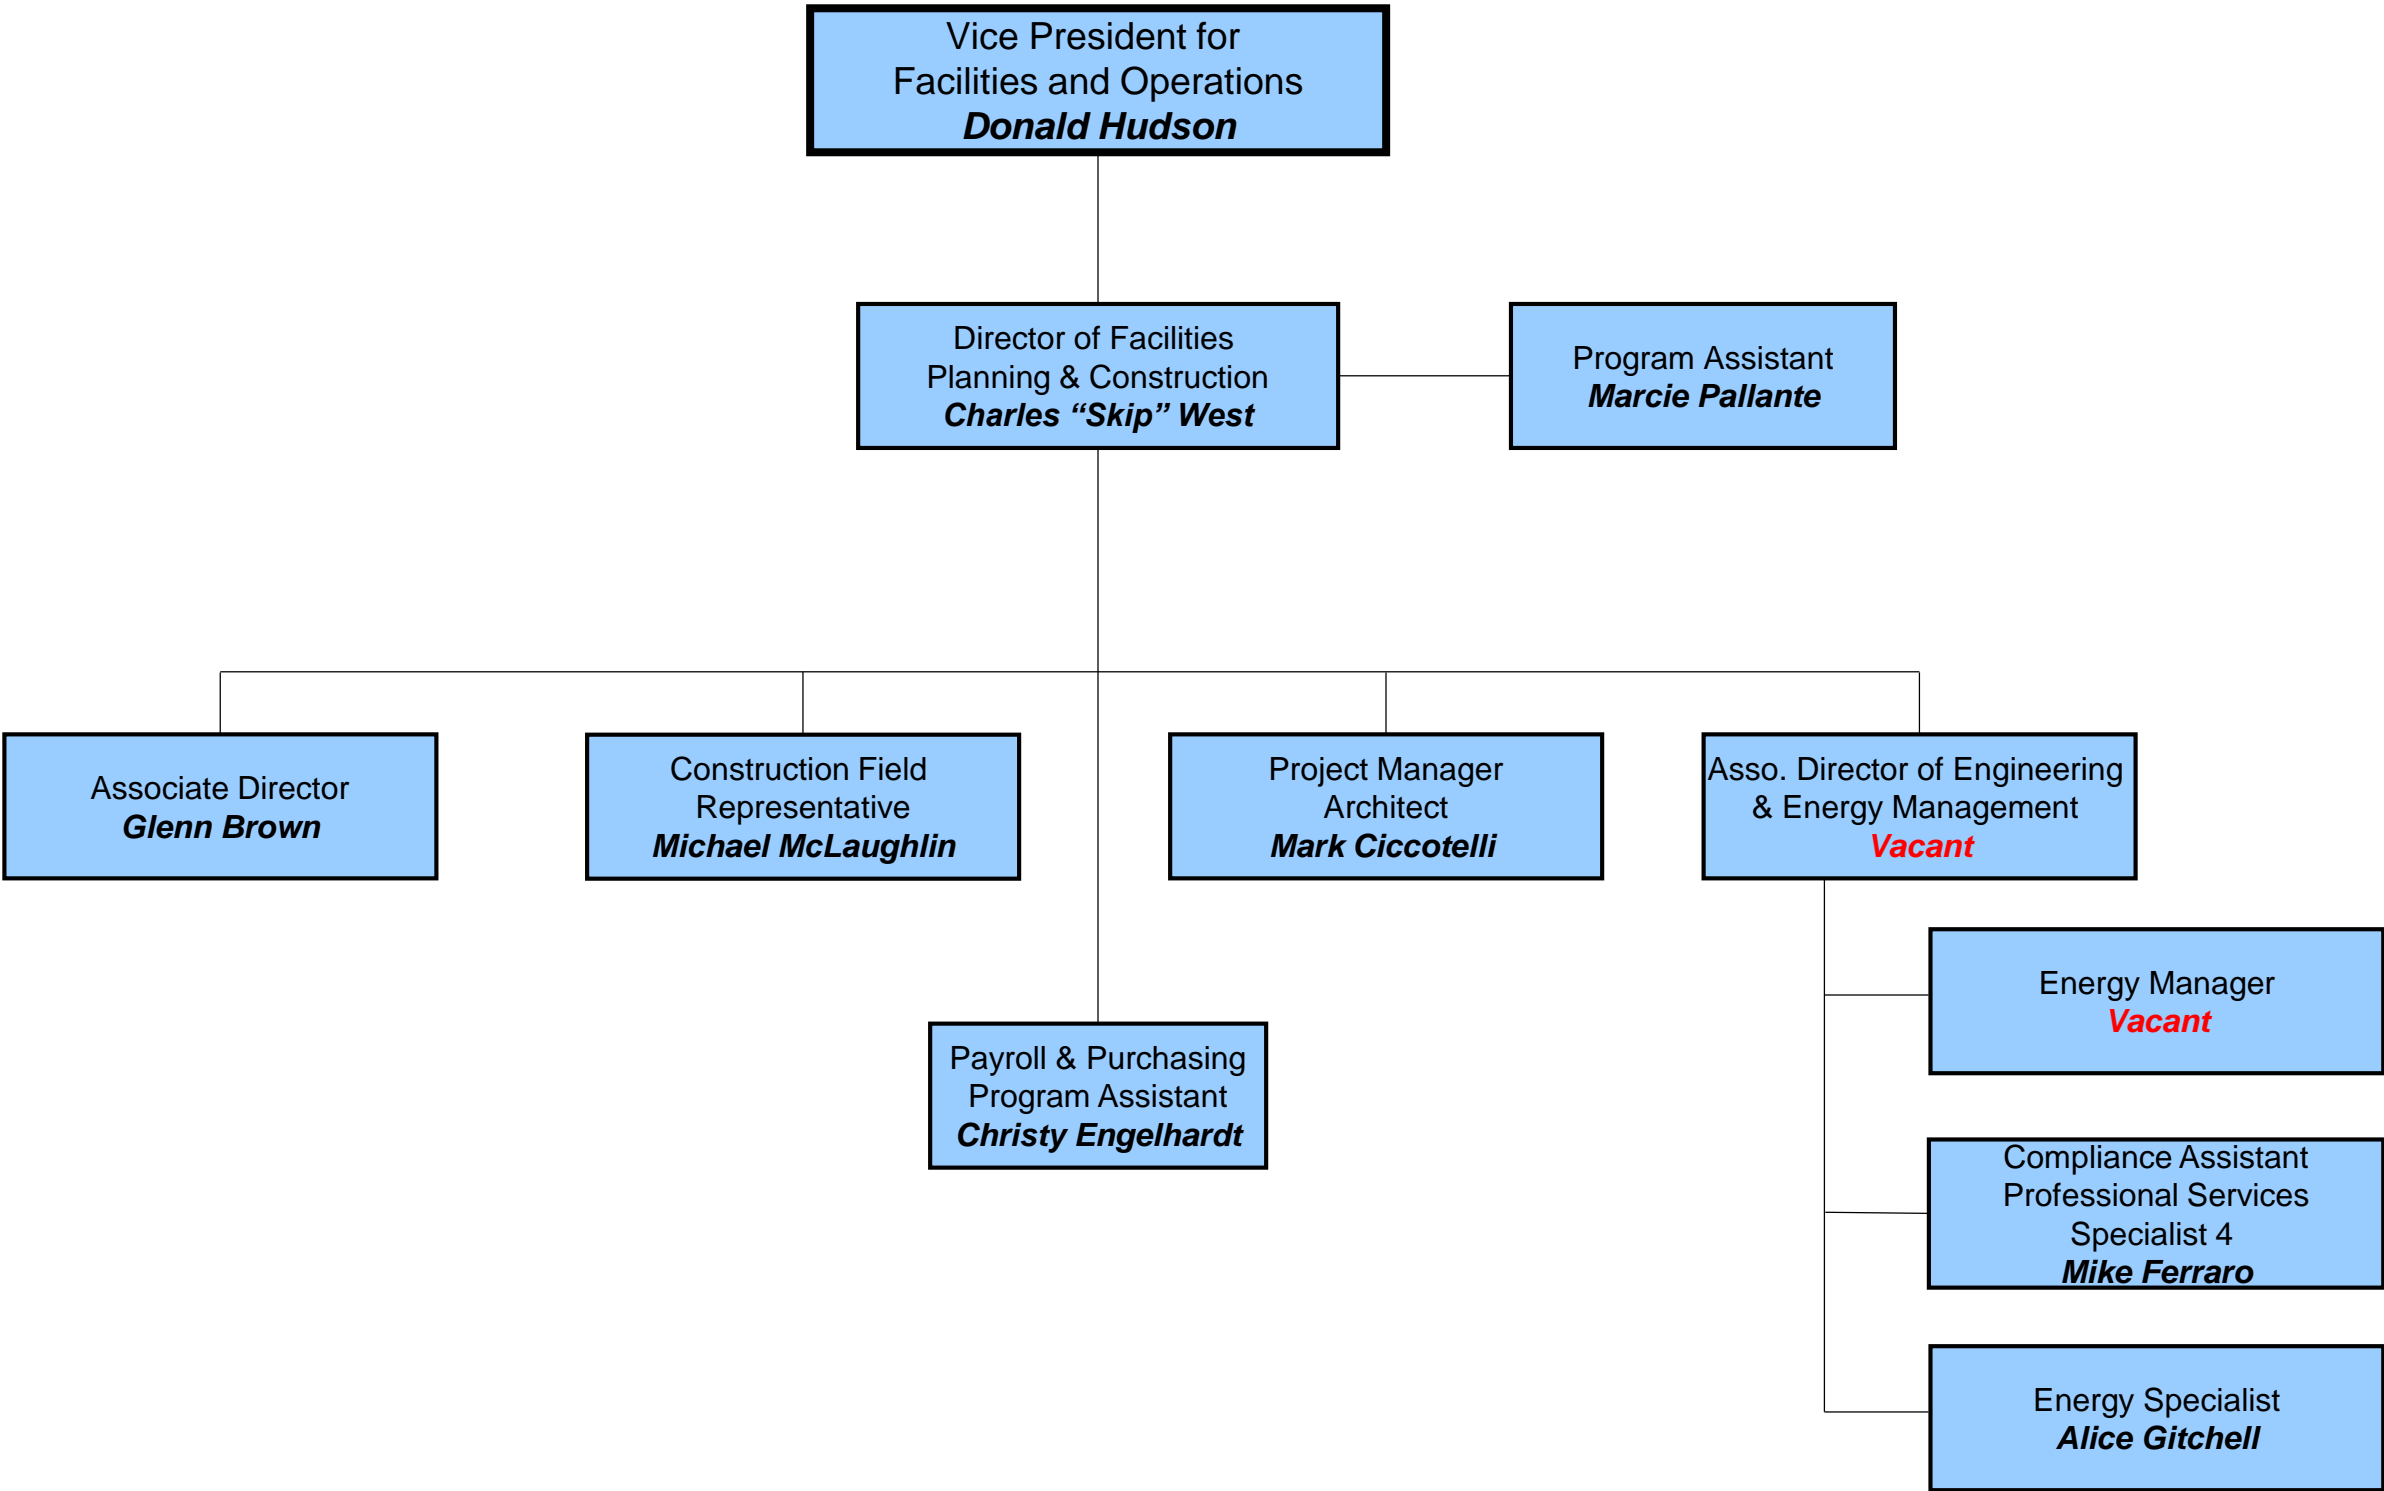 Vice President for
Facilities and Operations
Donald Hudson
Director of Facilities
Planning & Construction
Charles “Skip” West
Program Assistant
Marcie Pallante
Associate Director
Glenn Brown
Construction Field
Representative
Michael McLaughlin
Project Manager
Architect
Mark Ciccotelli
Asso. Director of Engineering
& Energy Management
Vacant
Energy Manager
Vacant
Payroll & Purchasing
Program Assistant
Christy Engelhardt
Compliance Assistant
Professional Services
Specialist 4
Mike Ferraro
Energy Specialist
Alice Gitchell